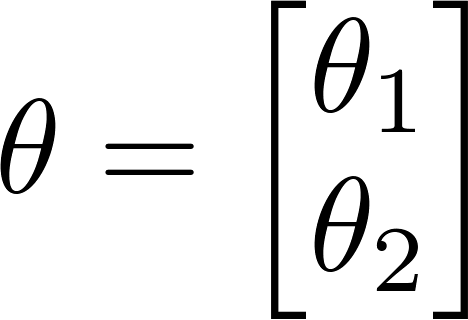 θ = [θ₁
θ₂]